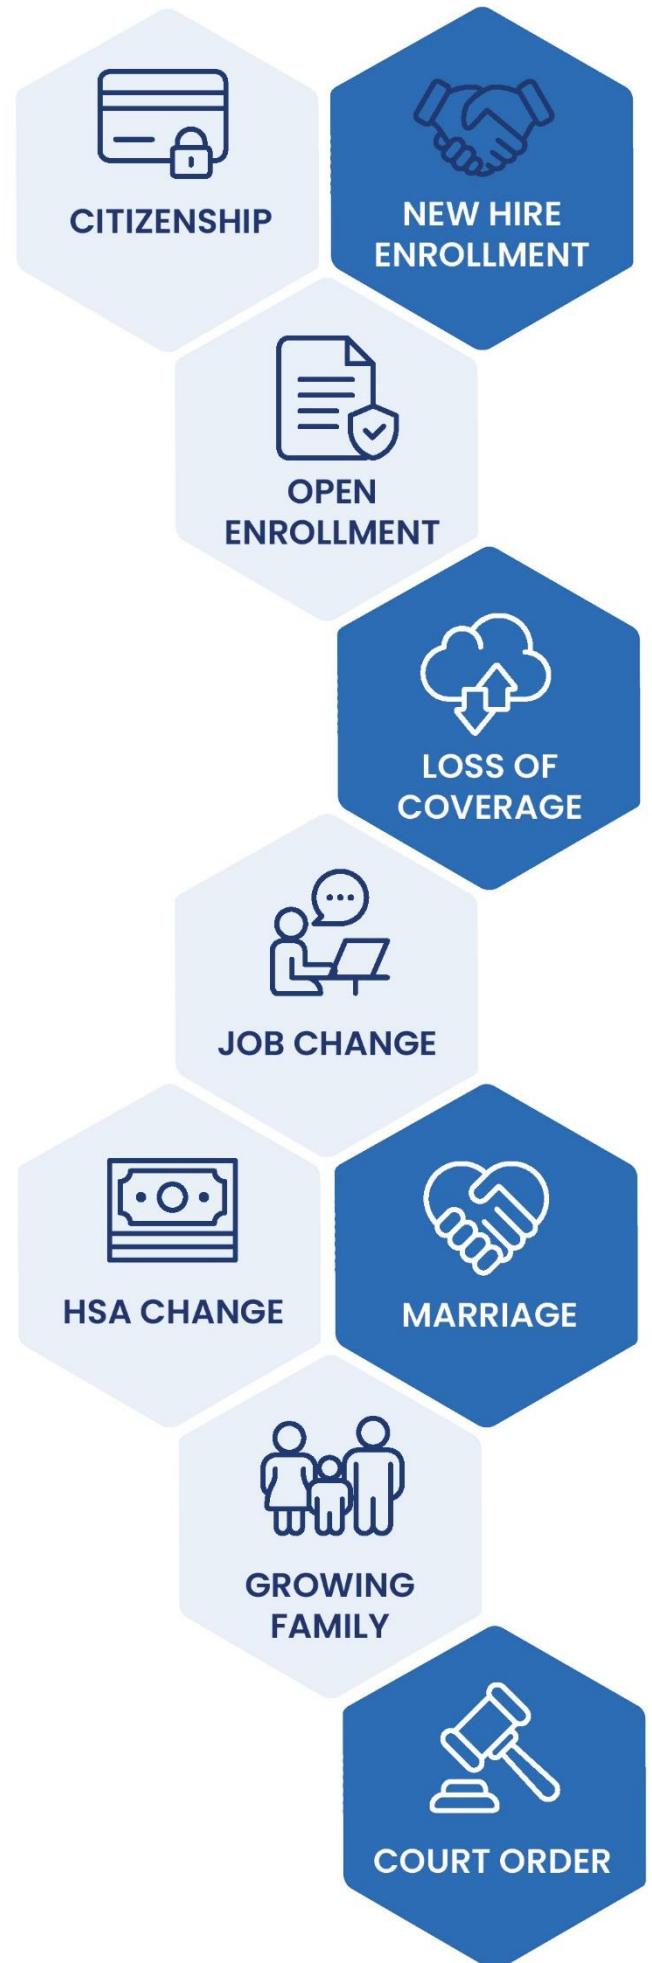 CITIZENSHIP
NEW HIRE
ENROLLMENT
OPEN
ENROLLMENT
LOSS OF
COVERAGE
JOB CHANGE
HSA CHANGE
MARRIAGE
GROWING
FAMILY
COURT ORDER